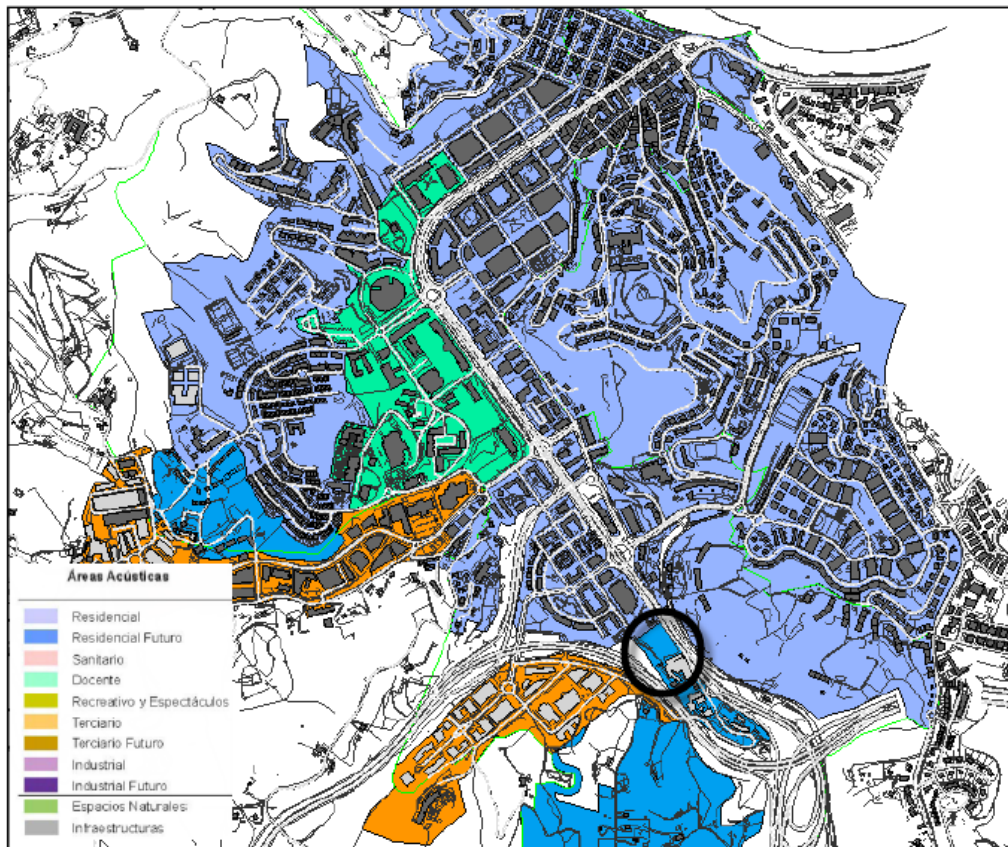 Áreas Acústicas
Residencial
Residencial Futuro
Sanitario
Docente
Recreativo y Espectáculos
Terciario
Terciario Futuro
Industrial
Industrial Futuro
Espacios Naturales
Infraestructuras